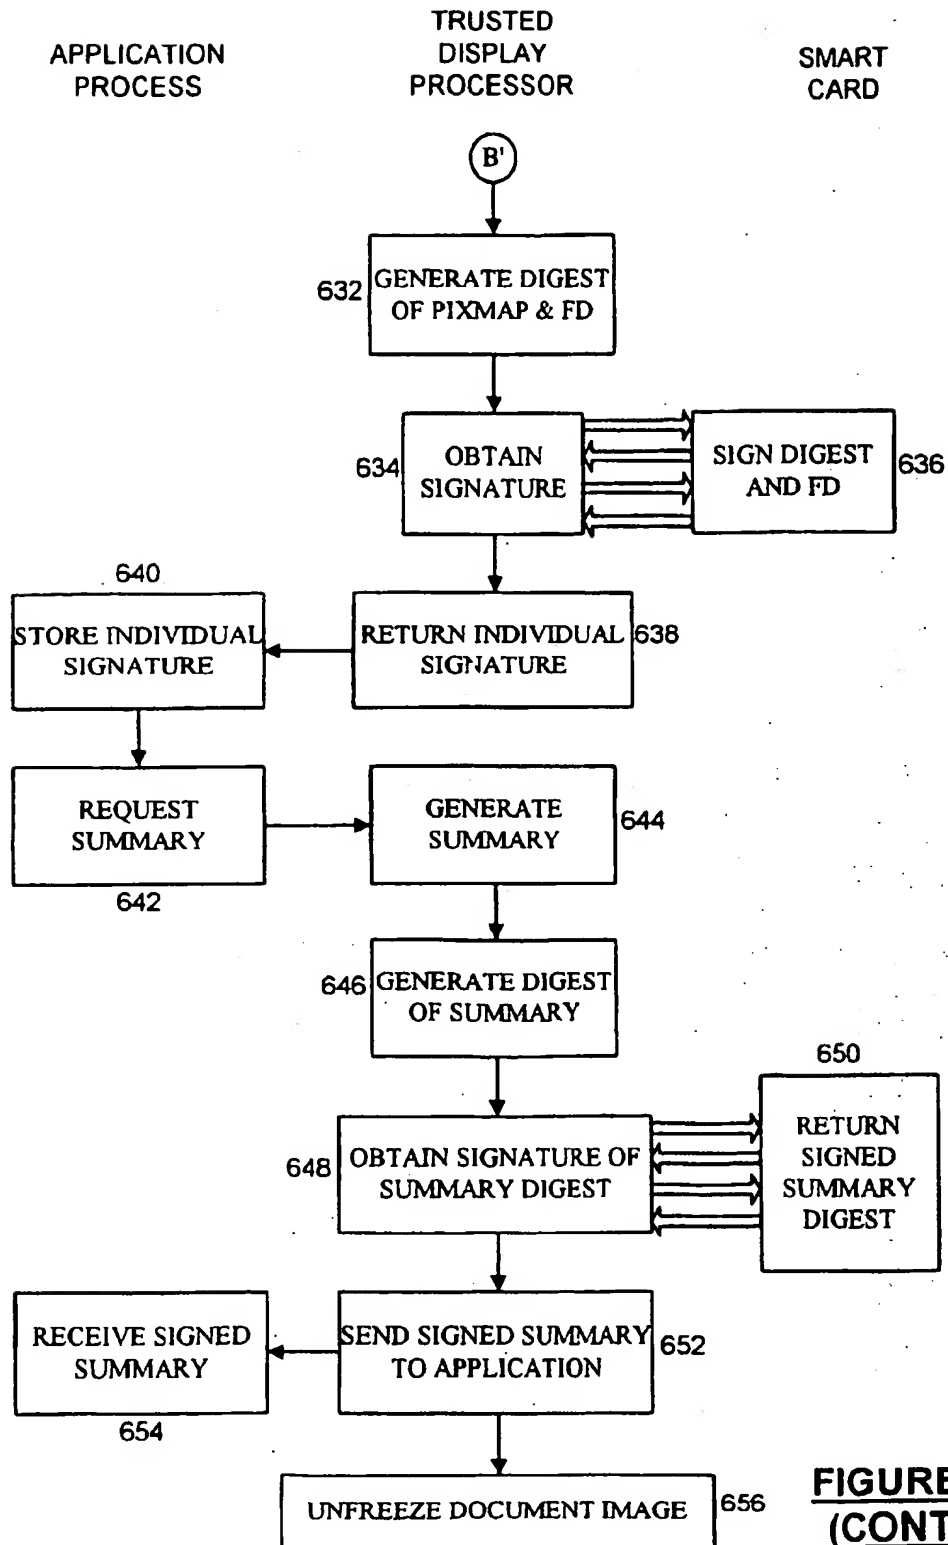 APPLICATION
PROCESS
TRUSTED
DISPLAY
PROCESSOR
SMART
CARD
B'
632
GENERATE DIGEST
OF PIXMAP & FD
634
OBTAIN
SIGNATURE
SIGN DIGEST
AND FD
636
640
STORE INDIVIDUAL
SIGNATURE
RETURN INDIVIDUAL
SIGNATURE
638
REQUEST
SUMMARY
642
GENERATE
SUMMARY
644
646
GENERATE DIGEST
OF SUMMARY
648
OBTAIN SIGNATURE OF
SUMMARY DIGEST
650
RETURN
SIGNED
SUMMARY
DIGEST
RECEIVE SIGNED
SUMMARY
654
SEND SIGNED SUMMARY
TO APPLICATION
652
UNFREEZE DOCUMENT IMAGE
656
FIGURE
(CONT